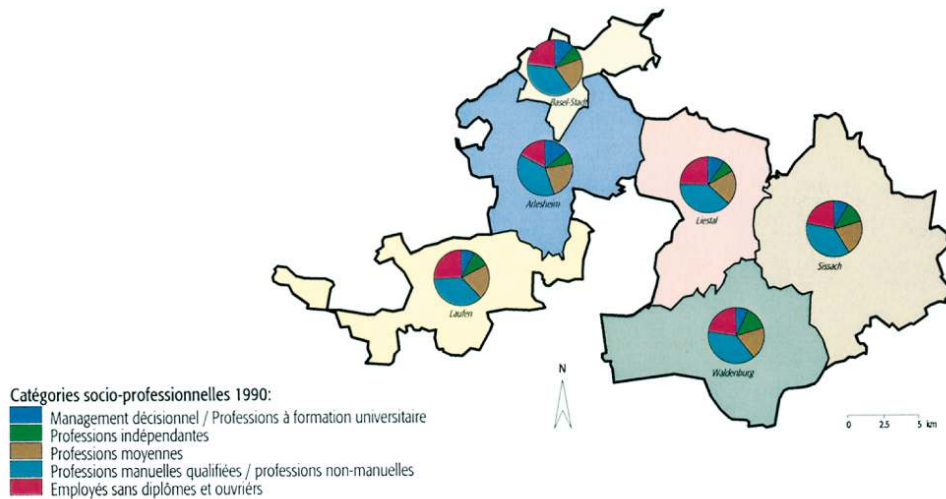 Basel-Stadt
Arlesheim
Liestal
Sissach
Laufen
Waldenburg
N
0 2.5 5 km
Catégories socio-professionnelles 1990:
Management décisionnel / Professions à formation universitaire
Professions indépendantes
Professions moyennes
Professions manuelles qualifiées / professions non-manuelles
Employés sans diplômes et ouvriérs